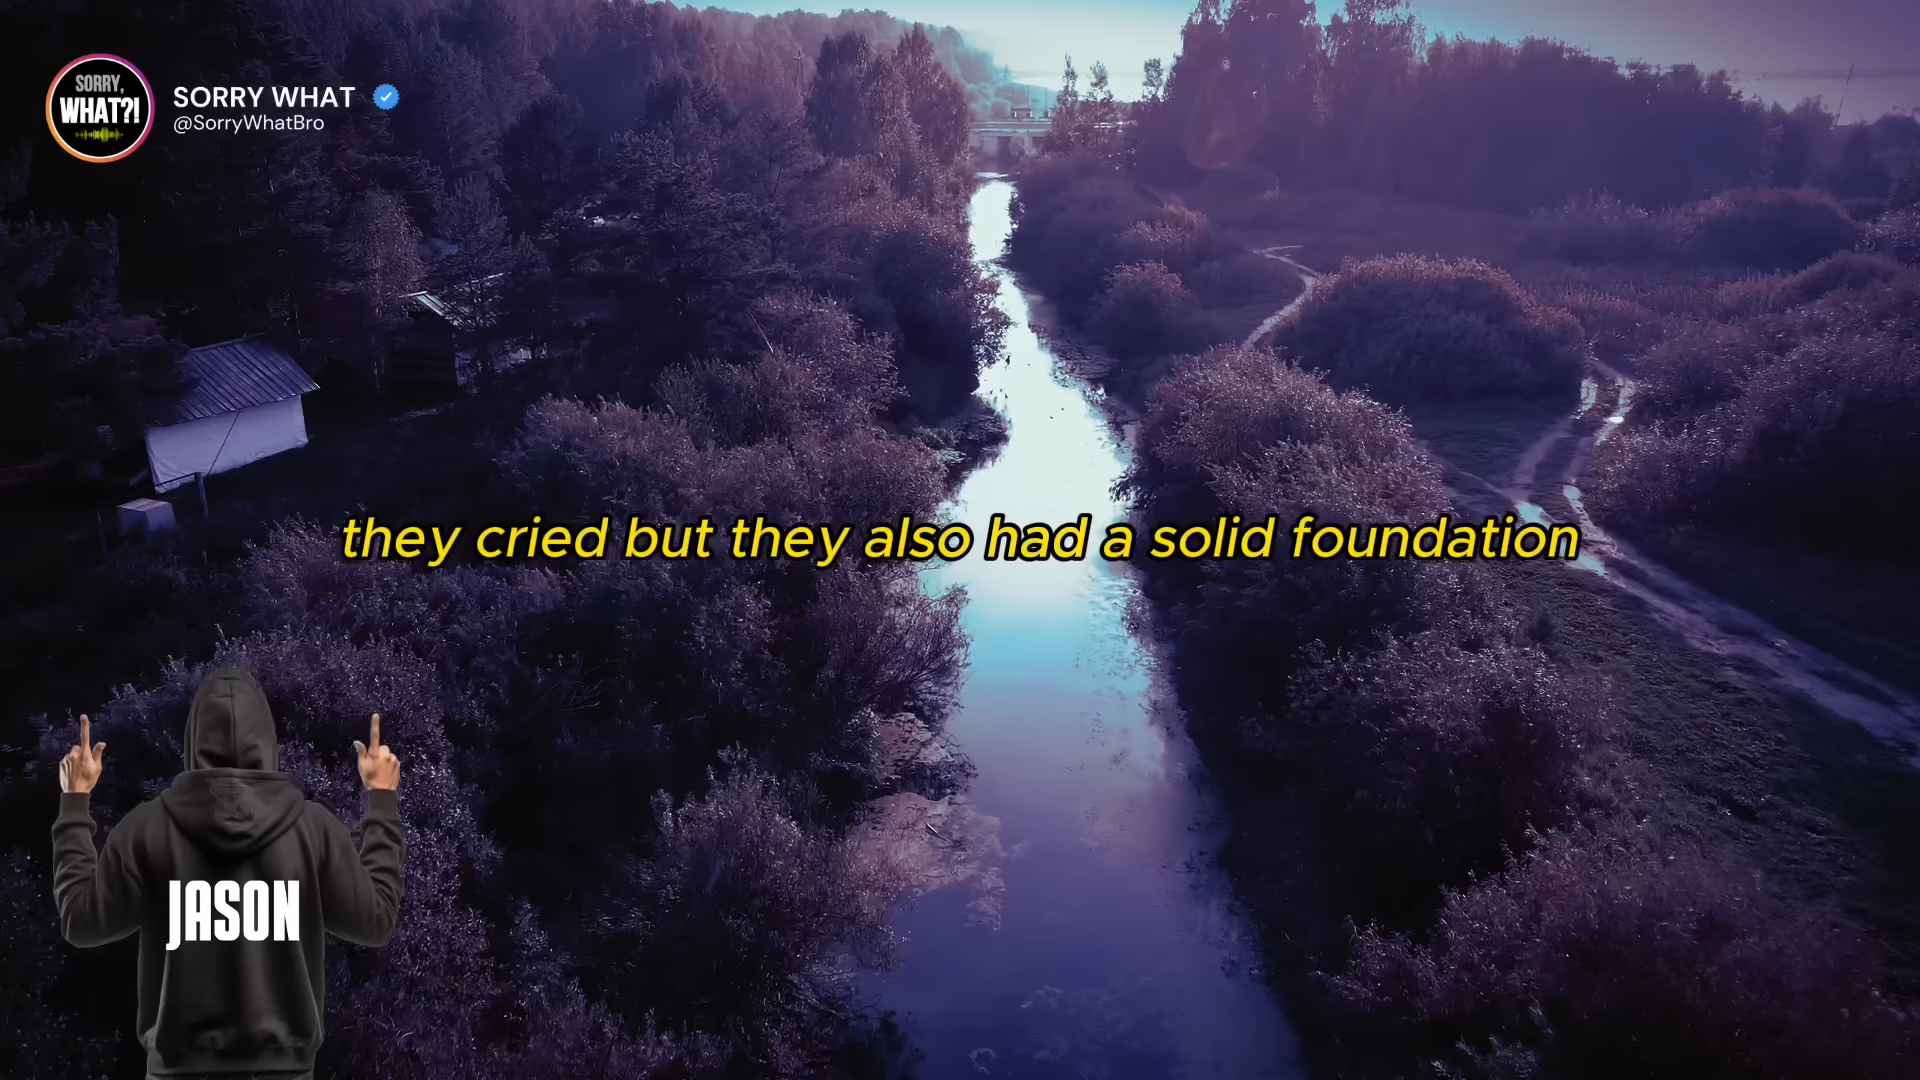 SORRY,
WHAT?!
SORRY WHAT
@SorryWhatBro
they cried but they also had a solid foundation
JASON